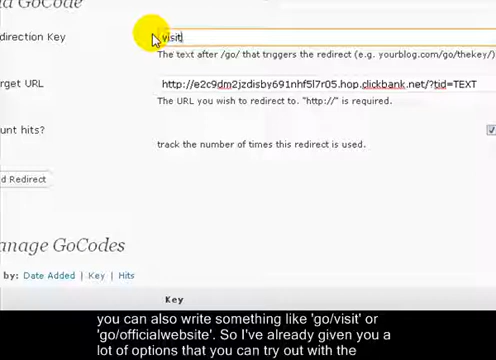 d GoCode
direction Key
visit
The text after /go/ that triggers the redirect (e.g. yourblog.com/go/thekey/)
rget URL
http://e2c9dm2jzdisby691nhf5l7r05.hop.clickbank.net/?tid=TEXT
The URL you wish to redirect to. "http://" is required.
unt hits?
track the number of times this redirect is used.
d Redirect
anage GoCodes
by: Date Added | Key | Hits
Key
you can also write something like 'go/visit' or
'go/officialwebsite'. So I've already given you a
lot of options that you can try out with the